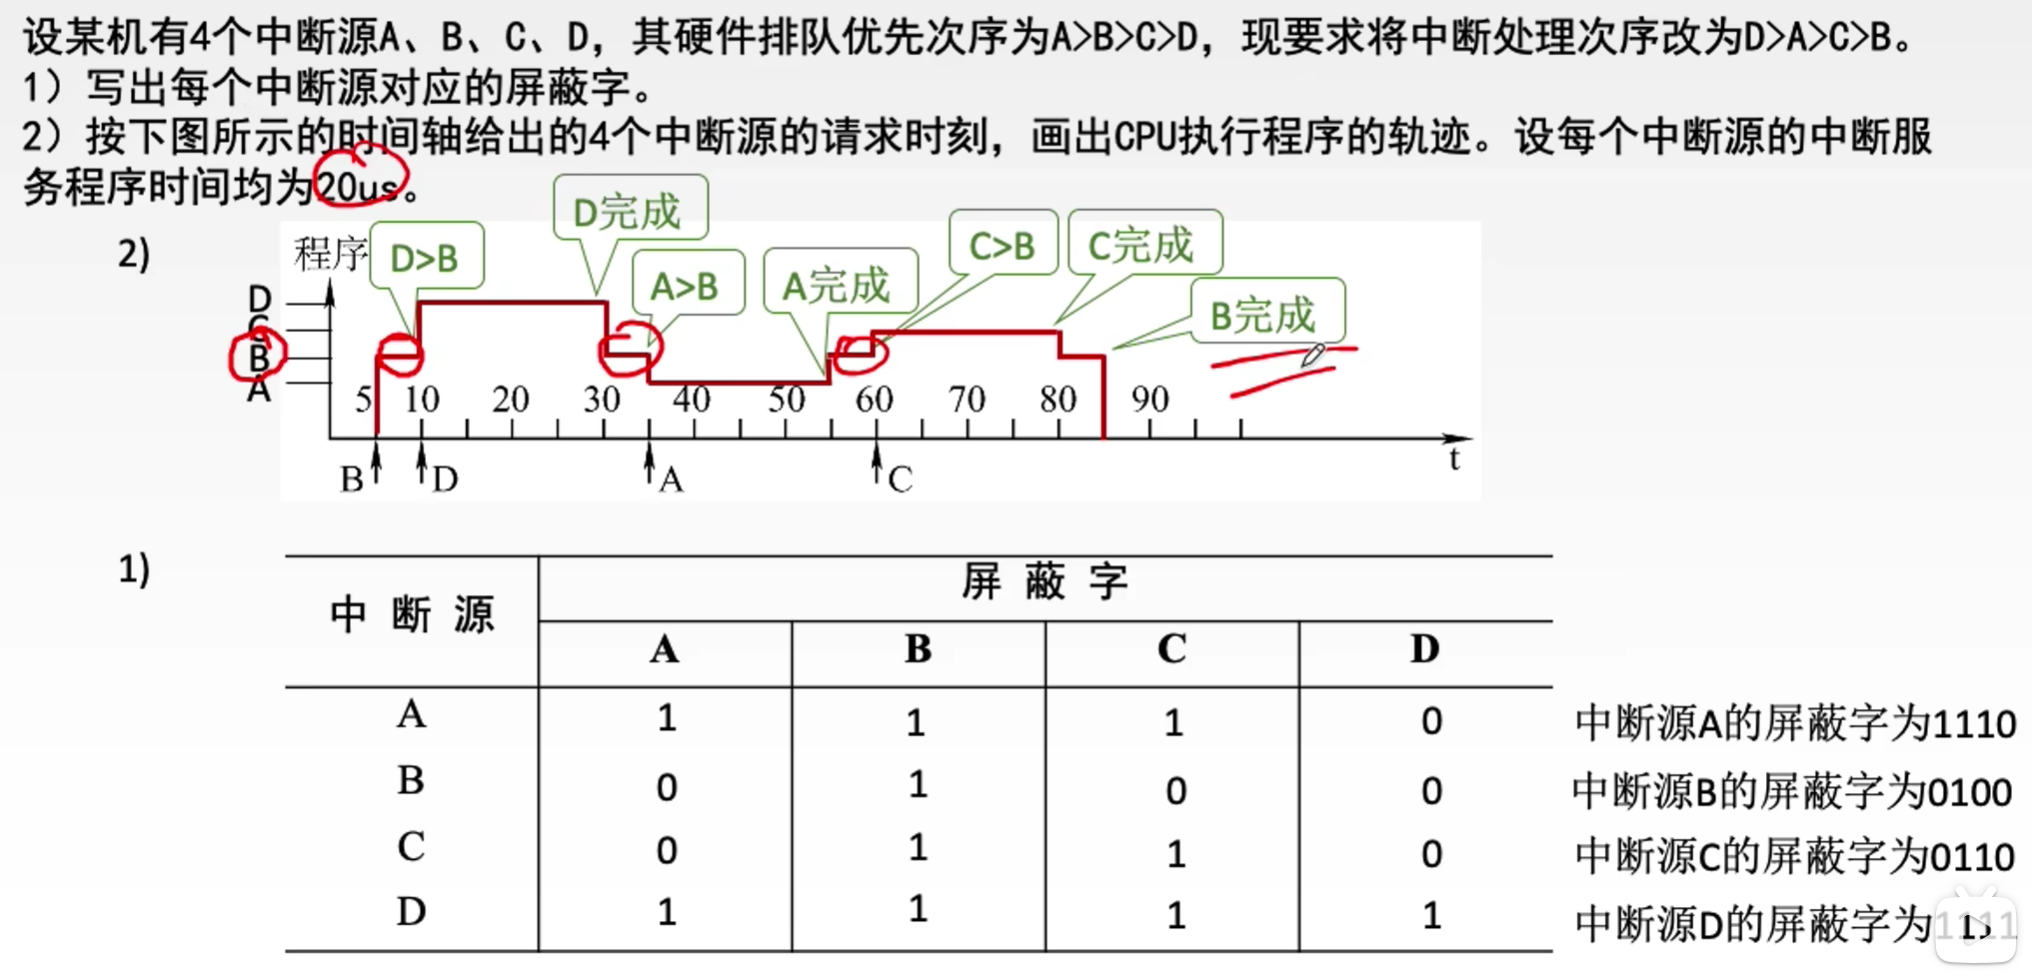 设某机有4个中断源A、B、C、D，其硬件排队优先次序为A>B>C>D，现要求将中断处理次序改为D>A>C>B。
1）写出每个中断源对应的屏蔽字。
2）按下图所示的时间轴给出的4个中断源的请求时刻，画出CPU执行程序的轨迹。设每个中断源的中断服
务程序时间均为20us。
2)
程序
D>B
D完成
A>B
A完成
C>B
C完成
B完成
D
C
B
A
5 10 20 30 40 50 60 70 80 90
t
B D A C
1)
中 断 源 屏 蔽 字
A B C D
A 1 1 1 0 中断源A的屏蔽字为1110
B 0 1 0 0 中断源B的屏蔽字为0100
C 0 1 1 0 中断源C的屏蔽字为0110
D 1 1 1 1 中断源D的屏蔽字为1111